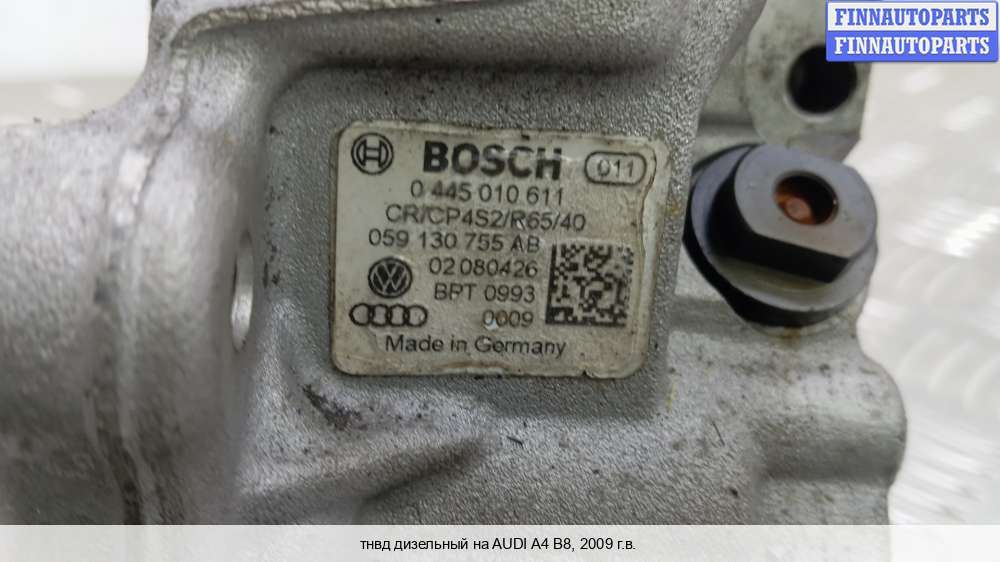 FINNAUTOPARTS
FINNAUTOPARTS
BOSCH 011
0 445 010 611
CR/CP4S2/R65/40
059 130 755 AB
02 080426
BPT 0993
0009
Made in Germany
тнвд дизельный на AUDI A4 B8, 2009 г.в.